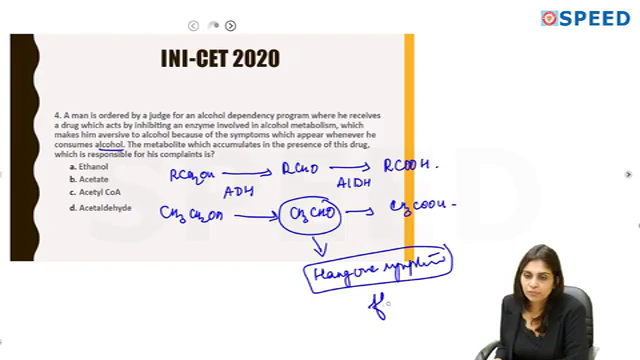 SPEED
INI-CET 2020
4. A man is ordered by a judge for an alcohol dependency program where he receives
a drug which acts by inhibiting an enzyme involved in alcohol metabolism, which
makes him aversive to alcohol because of the symptoms which appear whenever he
consumes alcohol. The metabolite which accumulates in the presence of this drug,
which is responsible for his complaints is?
a. Ethanol
b. Acetate
c. Acetyl CoA
d. Acetaldehyde
RCH2OH → RCHO → RCOOH
ADH AlDH
CH3CH2OH → CH3CHO → CH3COOH
Hangover symptoms